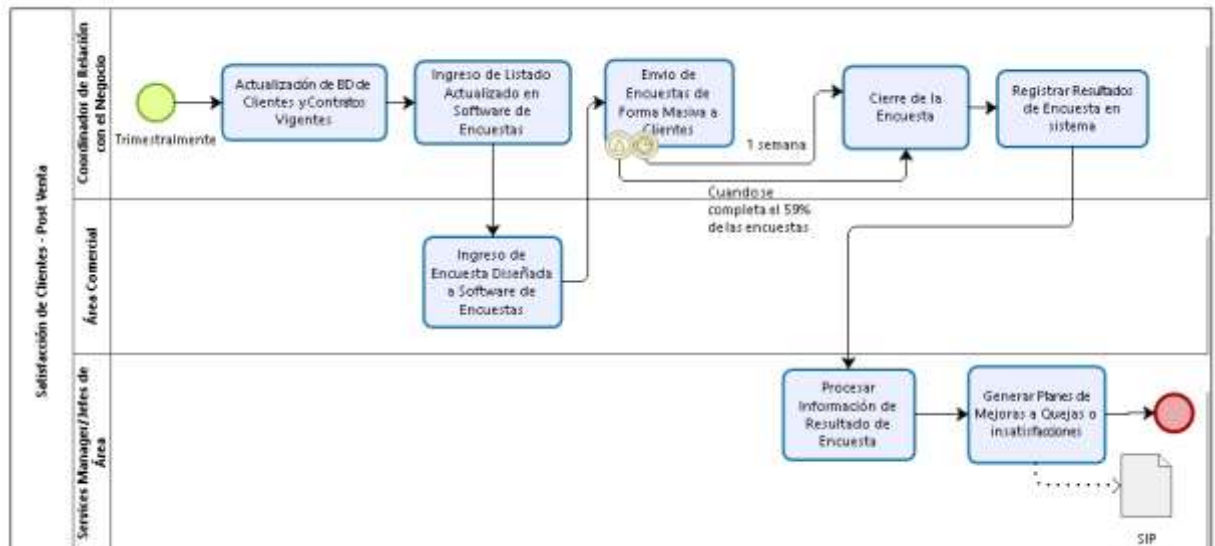 Satisfacción de Clientes - Post Venta
Coordinador de Relación
con el Negocio
Trimestralmente
Actualización de BD de
Clientes y Contratos
Vigentes
Ingreso de Listado
Actualizado en
Software de
Encuestas
Envio de
Encuestas de
Forma Masiva a
Clientes
1 semana
Cuando se
completa el 59%
de las encuestas
Cierre de la
Encuesta
Registrar Resultados
de Encuesta en
sistema
Área Comercial
Ingreso de
Encuesta Diseñada
a Software de
Encuestas
Services Manager/Jefes de
Área
Procesar
Información de
Resultado de
Encuesta
Generar Planes de
Mejoras a Quejas o
insatisfacciones
SIP